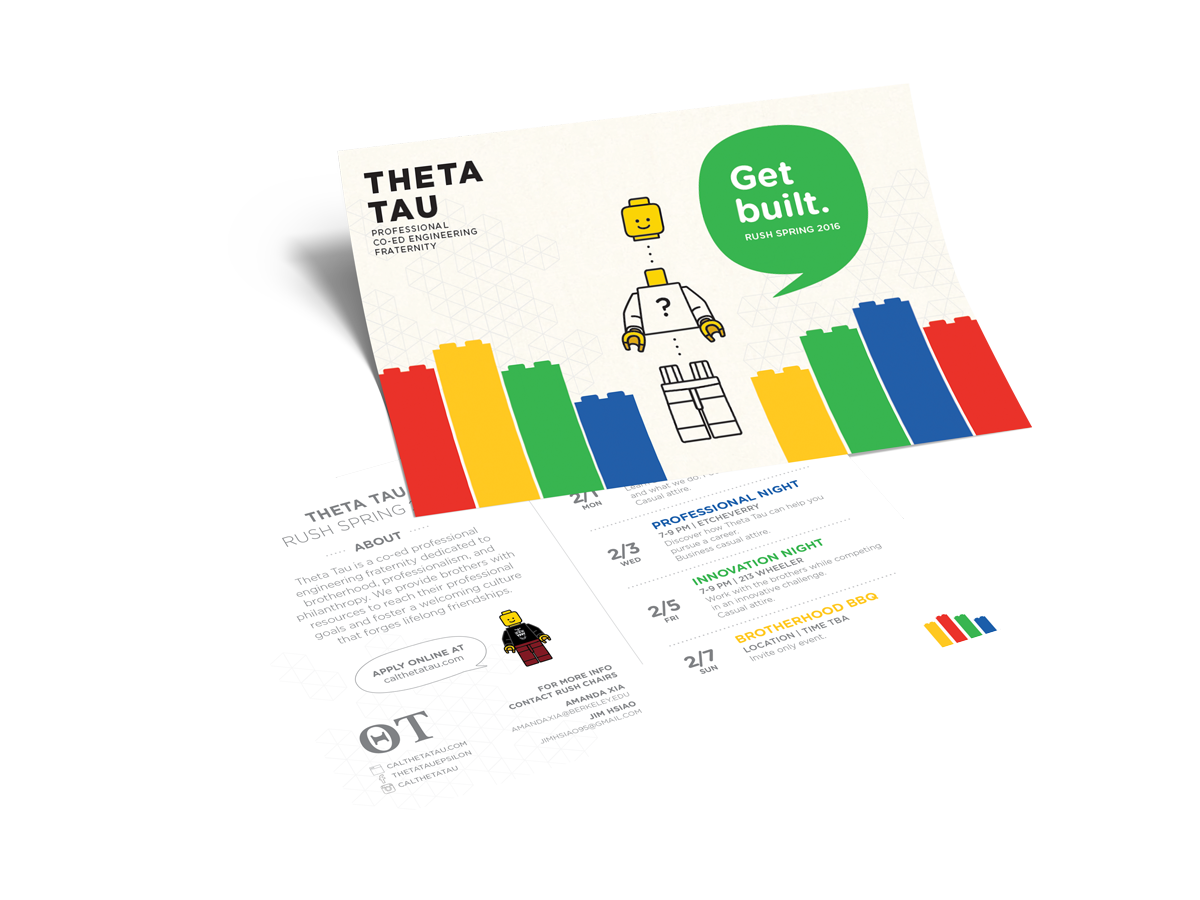 THETA
TAU
PROFESSIONAL
CO-ED ENGINEERING
FRATERNITY
Get
built.
RUSH SPRING 2016
?
THETA TAU
RUSH SPRING
ABOUT
Theta Tau is a co-ed professional
engineering fraternity dedicated to
brotherhood, professionalism, and
philanthropy. We provide brothers with
resources to reach their professional
goals and foster a welcoming culture
that forges lifelong friendships.
APPLY ONLINE AT
calthetatau.com
ΘT
CALTHETATAU.COM
THETATAUEPSILON
CALTHETATAU
FOR MORE INFO
CONTACT RUSH CHAIRS
AMANDA XIA
AMANDAXIA@BERKELEY.EDU
JIM HSIAO
JIMHSIAO95@GMAIL.COM
2/1
MON
and what we do.
Casual attire.
2/3
WED
PROFESSIONAL NIGHT
7-9 PM | ETCHEVERRY
Discover how Theta Tau can help you
pursue a career.
Business casual attire.
2/5
FRI
INNOVATION NIGHT
7-9 PM | 213 WHEELER
Work with the brothers while competing
in an innovative challenge.
Casual attire.
2/7
SUN
BROTHERHOOD BBQ
LOCATION | TIME TBA
Invite only event.